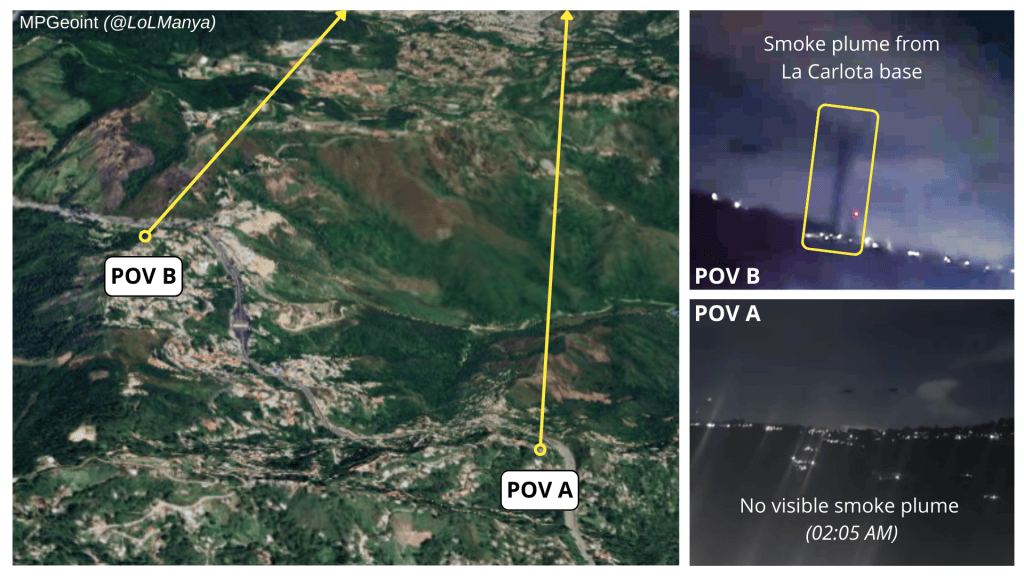 MPGeoint (@LoLManya)
POV B
POV A
Smoke plume from
La Carlota base
POV B
POV A
No visible smoke plume
(02:05 AM)